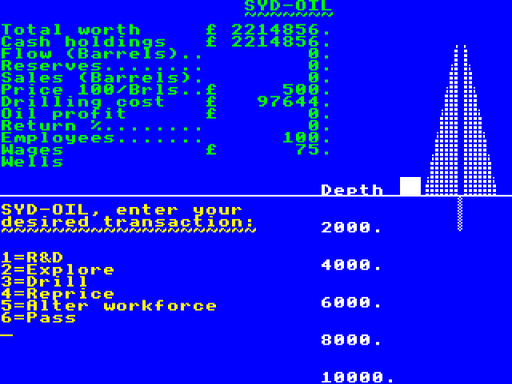 SYD-OIL
Total worth £ 2214856.
Cash holdings £ 2214856.
Flow (Barrels).. 0.
Reserves........ 0.
Sales (Barrels). 0.
Price 100/Brls..£ 500.
Drilling cost £ 97644.
Oil profit £ 0.
Return %........ 0.
Employees....... 100.
Wages £ 75.
Wells
Depth
SYD-OIL, enter your
desired transaction:
1=R&D
2=Explore
3=Drill
4=Reprice
5=Alter workforce
6=Pass
2000.
4000.
6000.
8000.
10000.